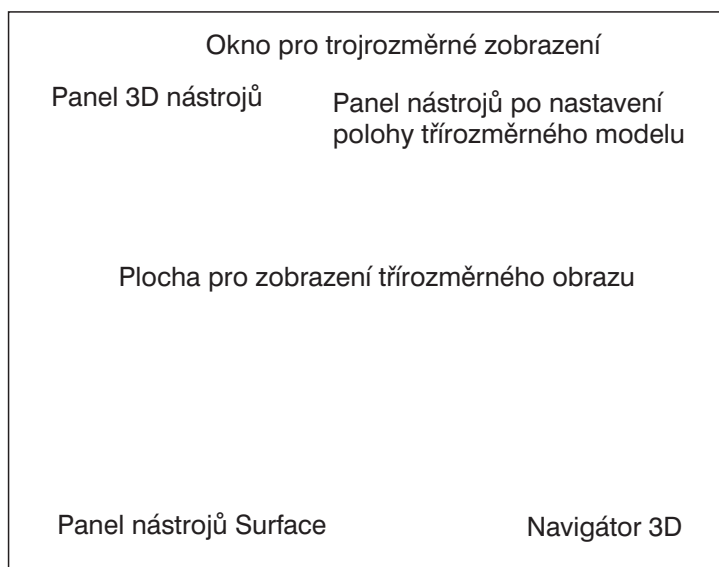 Okno pro trojrozměrné zobrazení
Panel 3D nástrojů
Panel nástrojů po nastavení
polohy třírozměrného modelu
Plocha pro zobrazení třírozměrného obrazu
Panel nástrojů Surface
Navigátor 3D